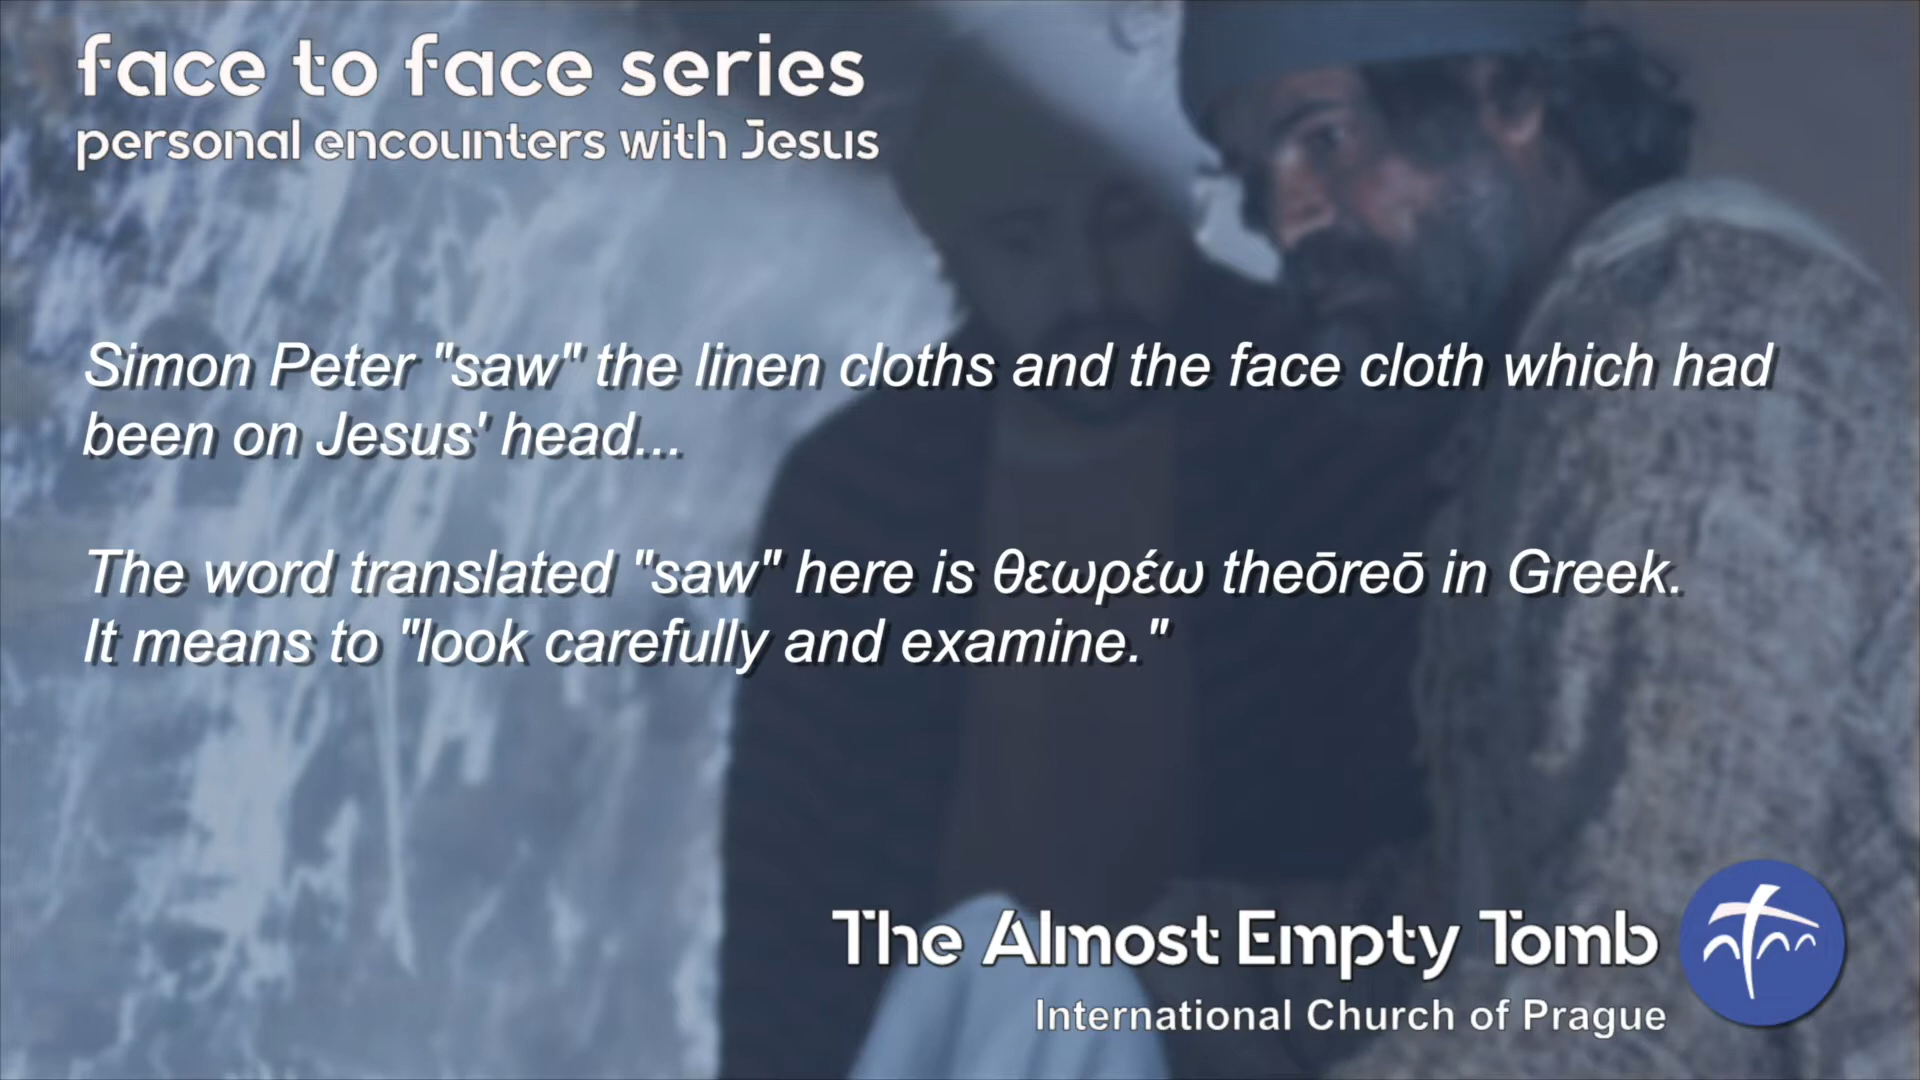 face to face series
personal encounters with Jesus
Simon Peter "saw" the linen cloths and the face cloth which had
been on Jesus' head...
The word translated "saw" here is θεωρέω theōreō in Greek.
It means to "look carefully and examine."
The Almost Empty Tomb
International Church of Prague